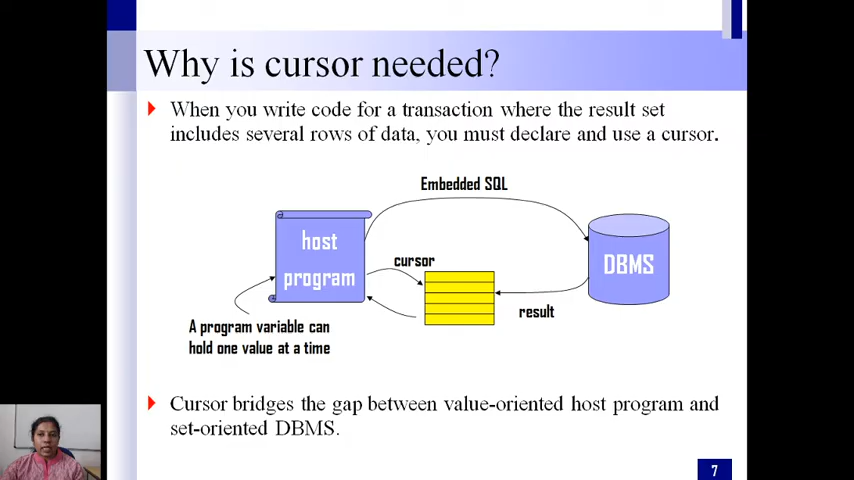 Why is cursor needed?
When you write code for a transaction where the result set
includes several rows of data, you must declare and use a cursor.
Embedded SQL
host
program
cursor
DBMS
result
A program variable can
hold one value at a time
Cursor bridges the gap between value-oriented host program and
set-oriented DBMS.
7